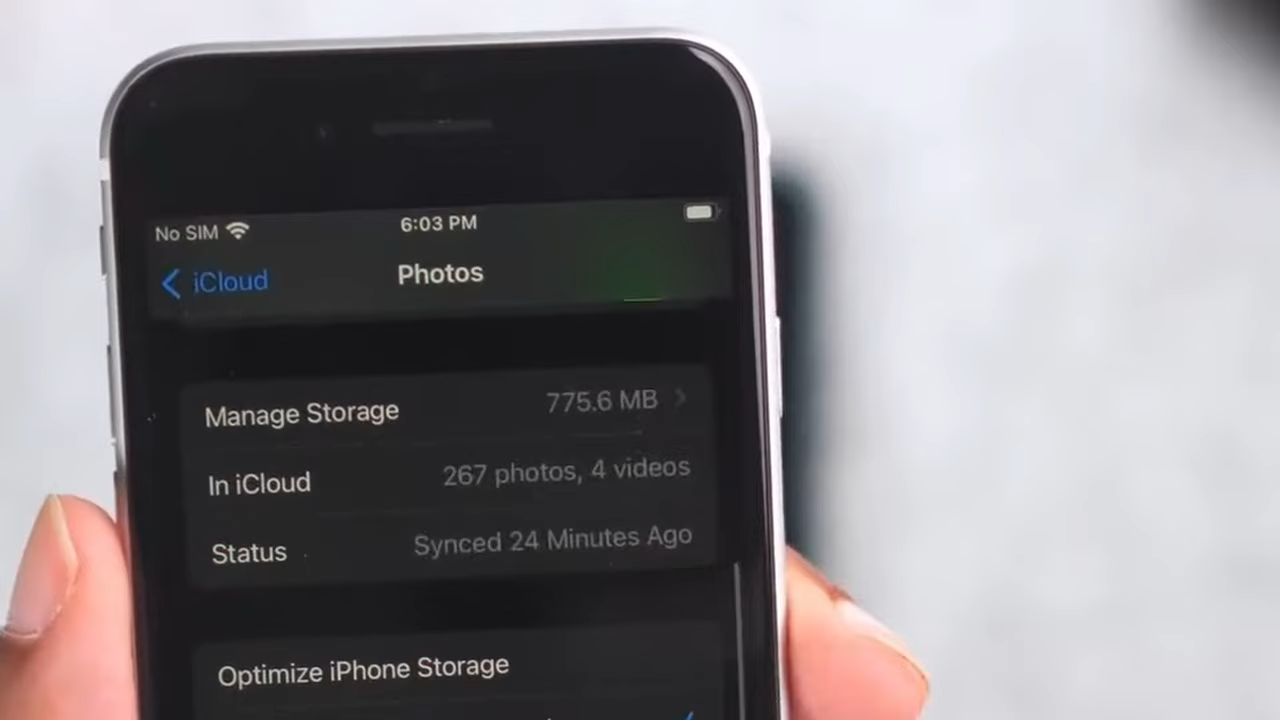 No SIM 6:03 PM
iCloud Photos
Manage Storage 775.6 MB
In iCloud 267 photos, 4 videos
Status Synced 24 Minutes Ago
Optimize iPhone Storage